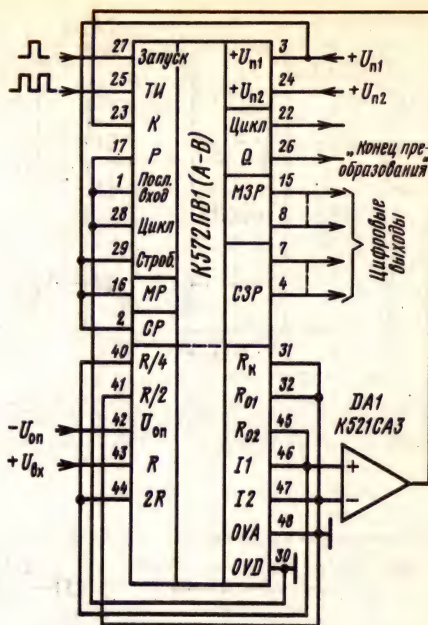 27 Запуск
25 ТИ
23 К
17 Р
1 Посл. вход
28 Цикл
29 Строб.
16 МР
2 СР
40 R/4
41 R/2
-Uоп 42 Uоп
+Uвх 43 R
44 2R
К572ПВ1(А-В)
+Uп1 3 +Uп1
+Uп2 24 +Uп2
Цикл 22
Q 26 „Конец пре-
образования"
МЗР 15
8
7
СЗР 4
Цифровые
выходы
Rк 31
R01 32
R02 45
I1 46
I2 47
OVA 48
OVD 30
DA1
К521СА3
+
-